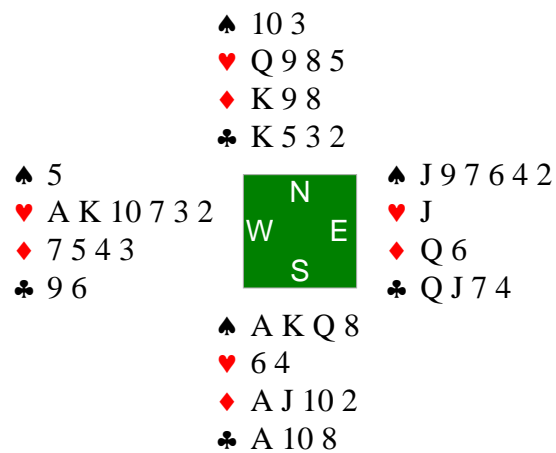 ♠ 10 3
♥ Q 9 8 5
♦ K 9 8
♣ K 5 3 2
♠ 5
♥ A K 10 7 3 2
♦ 7 5 4 3
♣ 9 6
N
W E
S
♠ J 9 7 6 4 2
♥ J
♦ Q 6
♣ Q J 7 4
♠ A K Q 8
♥ 6 4
♦ A J 10 2
♣ A 10 8